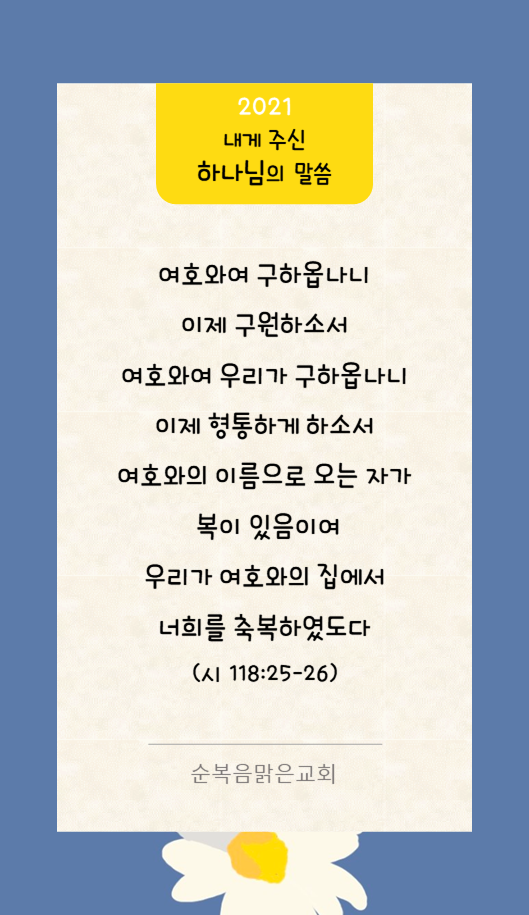 2021
내게 주신
하나님의 말씀
여호와여 구하옵나니
이제 구원하소서
여호와여 우리가 구하옵나니
이제 형통하게 하소서
여호와의 이름으로 오는 자가
복이 있음이여
우리가 여호와의 집에서
너희를 축복하였도다
(시 118:25-26)
순복음맑은교회